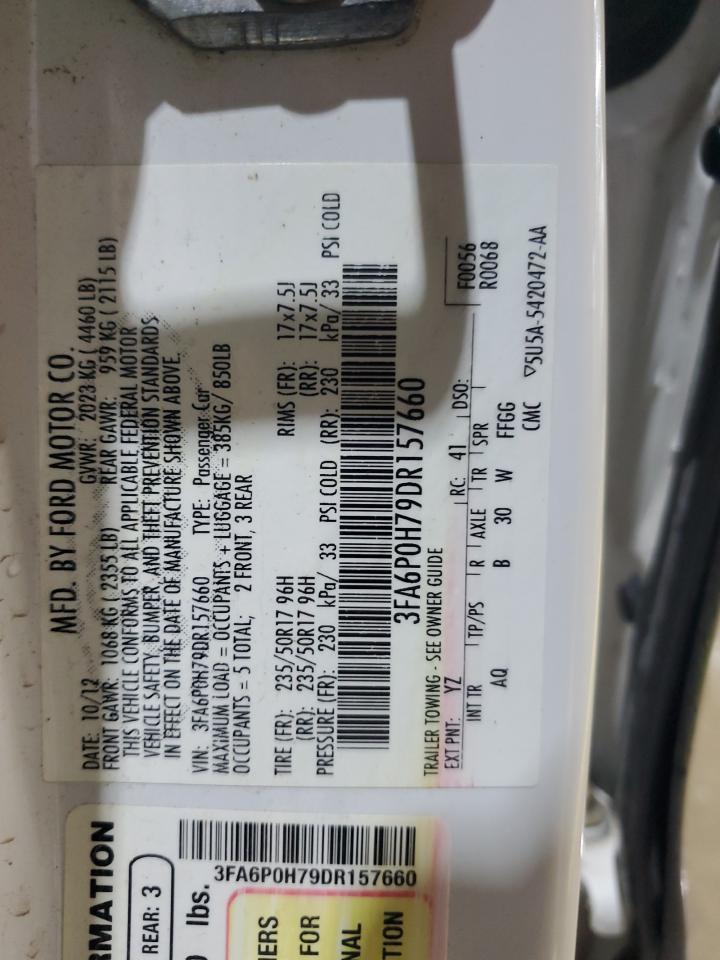 MFD. BY FORD MOTOR CO.
DATE: 10/12 GVWR: 2023 KG ( 4460 LB)
FRONT GAWR: 1068 KG ( 2355 LB) REAR GAWR: 959 KG ( 2115 LB)
THIS VEHICLE CONFORMS TO ALL APPLICABLE FEDERAL MOTOR
VEHICLE SAFETY, BUMPER, AND THEFT PREVENTION STANDARDS
IN EFFECT ON THE DATE OF MANUFACTURE SHOWN ABOVE.
VIN: 3FA6P0H79DR157660 TYPE: Passenger Car
MAXIMUM LOAD = OCCUPANTS + LUGGAGE = 385KG/ 850LB
OCCUPANTS = 5 TOTAL; 2 FRONT, 3 REAR
TIRE (FR): 235/50R17 96H RIMS (FR): 17x7.5J
(RR): 235/50R17 96H (RR): 17x7.5J
PRESSURE (FR): 230 kPa/ 33 PSI COLD (RR): 230 kPa/ 33 PSI COLD
3FA6P0H79DR157660
TRAILER TOWING - SEE OWNER GUIDE
F0056
EXT PNT: YZ RC: 41 DSO: R0068
INT TR TP/PS R AXLE TR SPR
AQ B 30 W FFGG
CMC ▽5U5A-5420472-AA
RMATION
REAR: 3
lbs.
3FA6P0H79DR157660
IERS
FOR
NAL
TION